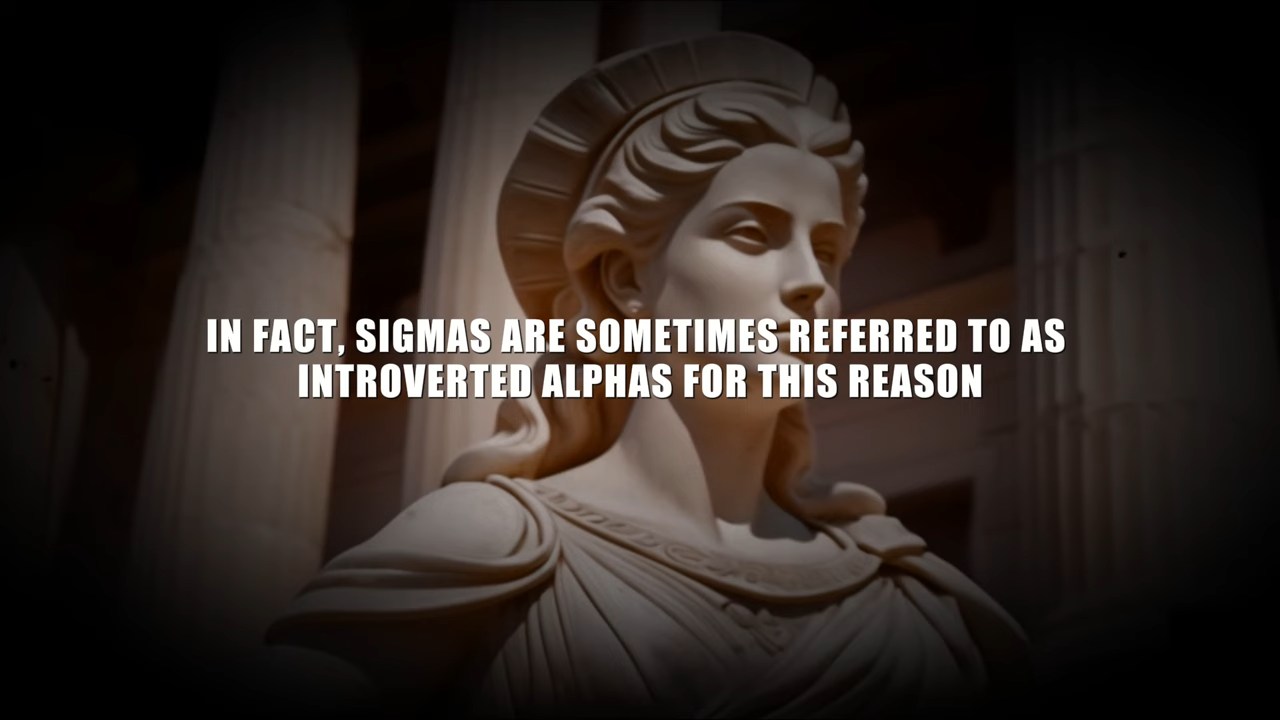 IN FACT, SIGMAS ARE SOMETIMES REFERRED TO AS
INTROVERTED ALPHAS FOR THIS REASON